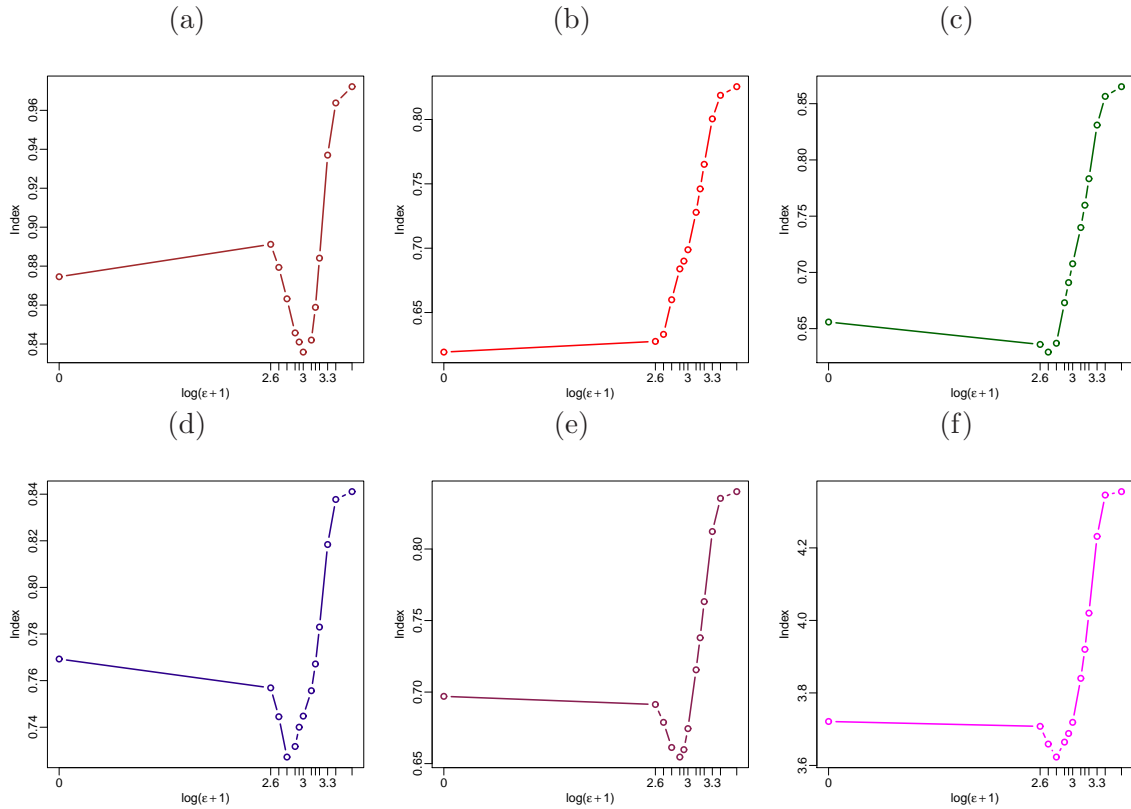 (a)
Index
0.84 0.86 0.88 0.90 0.92 0.94 0.96
0 2.6 3 3.3
log(ε+1)
(b)
Index
0.65 0.70 0.75 0.80
0 2.6 3 3.3
log(ε+1)
(c)
Index
0.65 0.70 0.75 0.80 0.85
0 2.6 3 3.3
log(ε+1)
(d)
Index
0.74 0.76 0.78 0.80 0.82 0.84
0 2.6 3 3.3
log(ε+1)
(e)
Index
0.65 0.70 0.75 0.80
0 2.6 3 3.3
log(ε+1)
(f)
Index
3.6 3.8 4.0 4.2
0 2.6 3 3.3
log(ε+1)